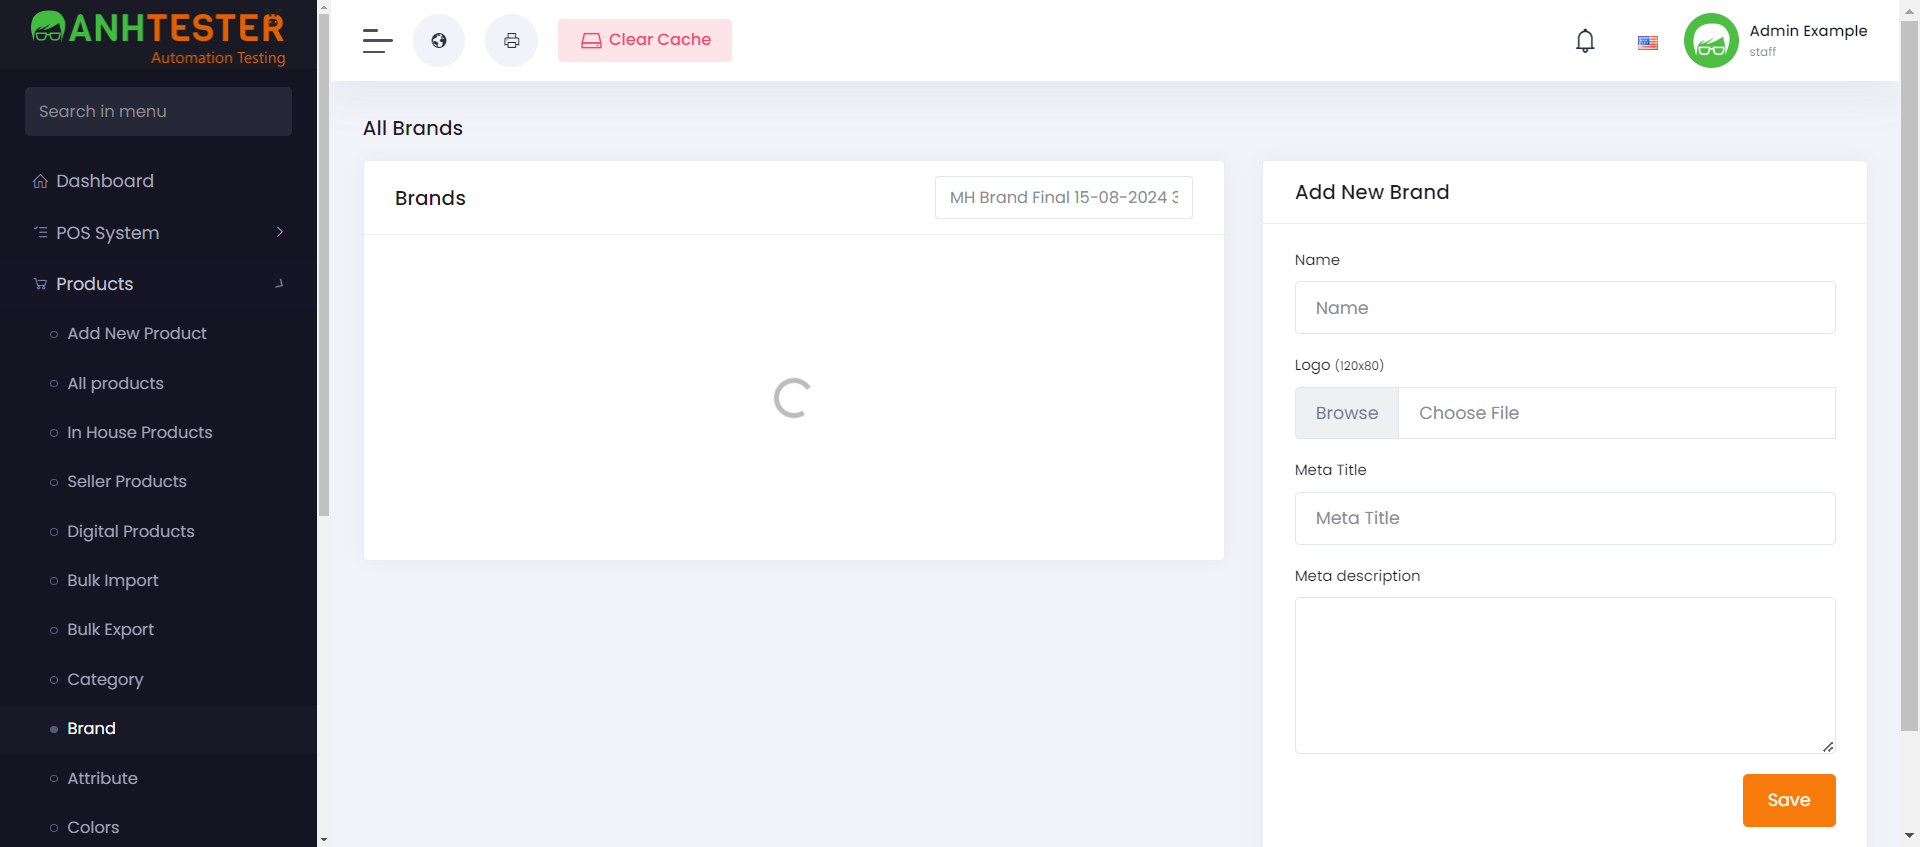 ANHTESTER
Automation Testing
Search in menu
Dashboard
POS System
Products
Add New Product
All products
In House Products
Seller Products
Digital Products
Bulk Import
Bulk Export
Category
Brand
Attribute
Colors
Clear Cache
Admin Example
staff
All Brands
Brands
MH Brand Final 15-08-2024
Add New Brand
Name
Name
Logo (120x80)
Browse
Choose File
Meta Title
Meta Title
Meta description
Save